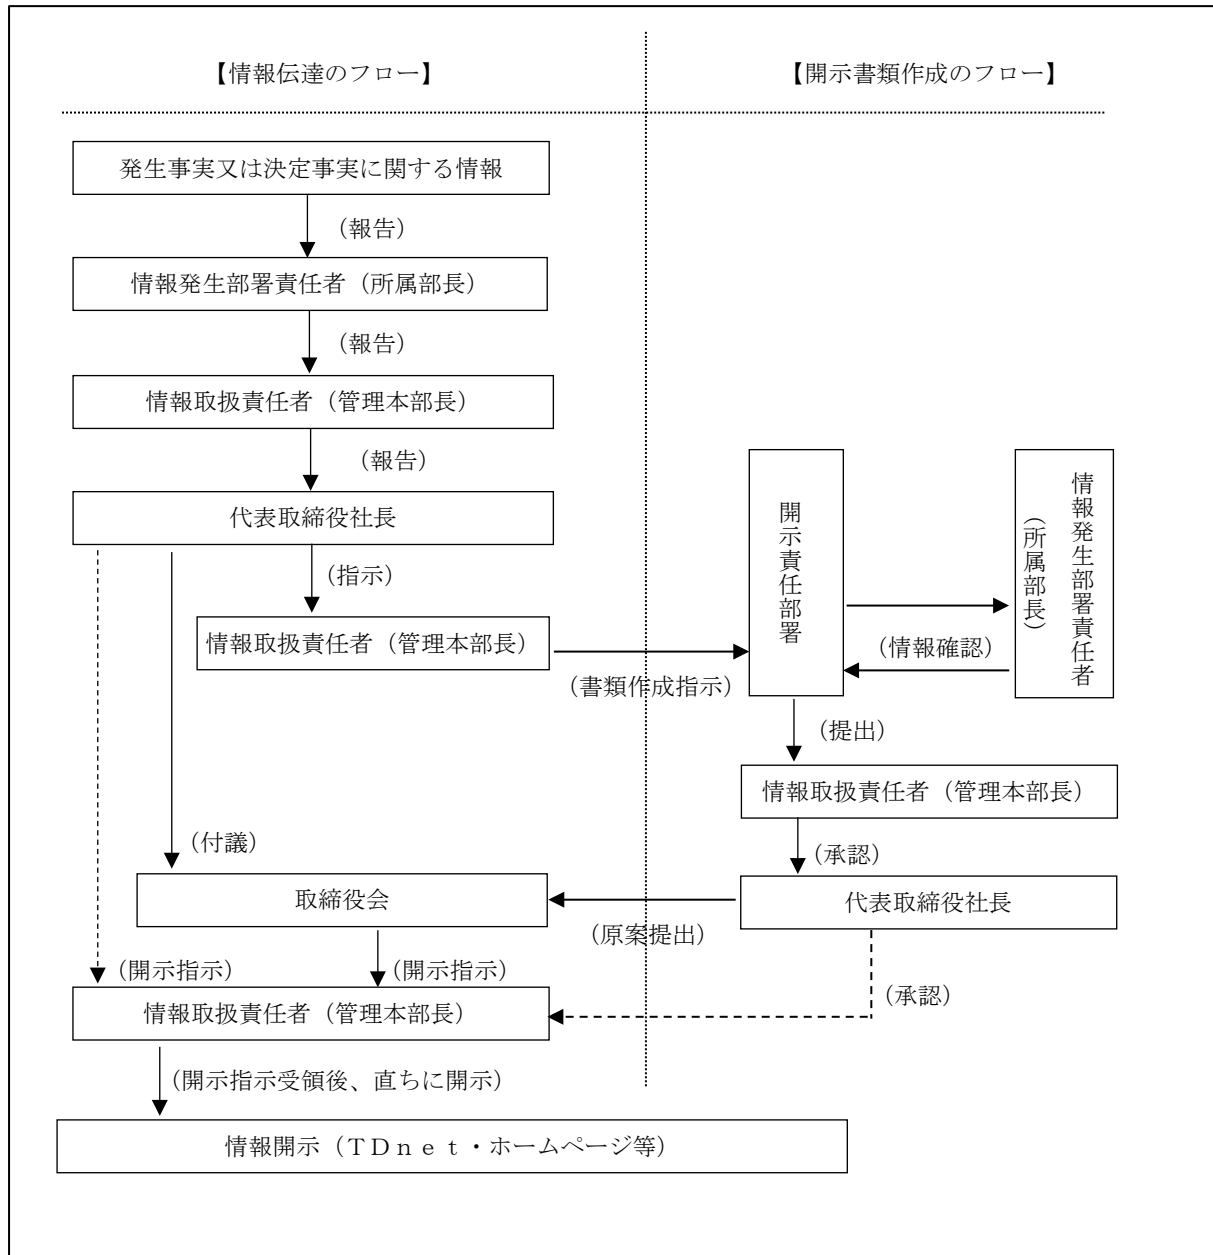 【情報伝達のフロー】
【開示書類作成のフロー】
発生事実又は決定事実に関する情報
(報告)
情報発生部署責任者(所属部長)
(報告)
情報取扱責任者(管理本部長)
(報告)
代表取締役社長
(指示)
情報取扱責任者(管理本部長)
(書類作成指示)
開示責任部署
情報発生部署責任者
(所属部長)
(情報確認)
(提出)
情報取扱責任者(管理本部長)
(承認)
代表取締役社長
(付議)
取締役会
(原案提出)
(開示指示)
(開示指示)
(承認)
情報取扱責任者(管理本部長)
(開示指示受領後、直ちに開示)
情報開示(TDnet・ホームページ等)